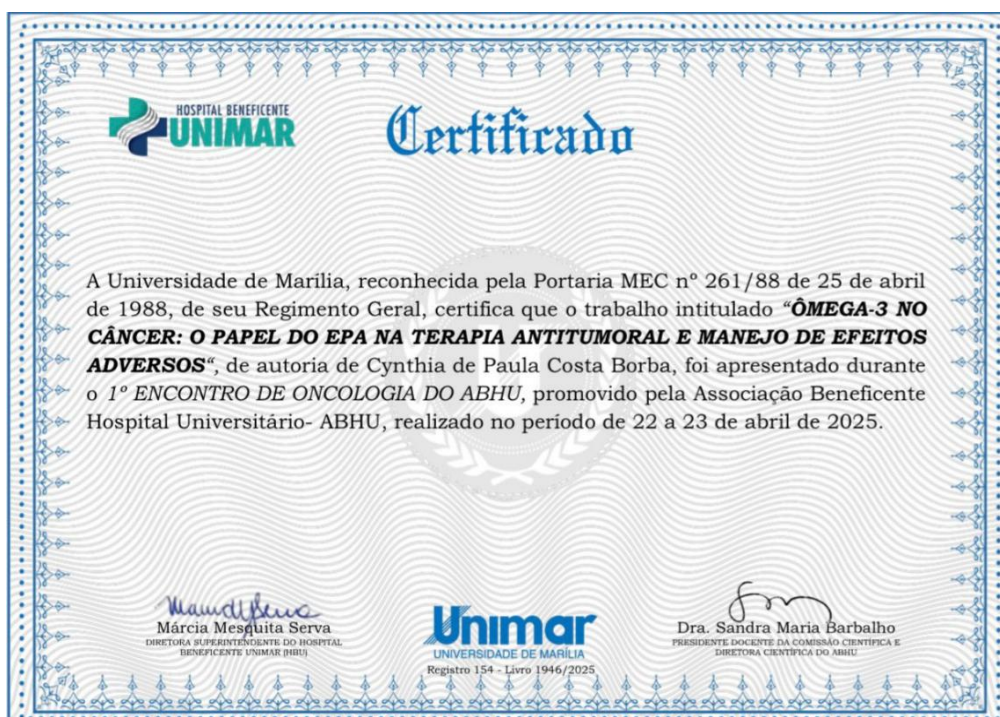 HOSPITAL BENEFICENTE
UNIMAR
Certificado
A Universidade de Marília, reconhecida pela Portaria MEC nº 261/88 de 25 de abril
de 1988, de seu Regimento Geral, certifica que o trabalho intitulado “ÔMEGA-3 NO
CÂNCER: O PAPEL DO EPA NA TERAPIA ANTITUMORAL E MANEJO DE EFEITOS
ADVERSOS“, de autoria de Cynthia de Paula Costa Borba, foi apresentado durante
o 1º ENCONTRO DE ONCOLOGIA DO ABHU, promovido pela Associação Beneficente
Hospital Universitário- ABHU, realizado no período de 22 a 23 de abril de 2025.
Márcia Mesquita Serva
DIRETORA SUPERINTENDENTE DO HOSPITAL
BENEFICENTE UNIMAR (HBU)
Unimar
UNIVERSIDADE DE MARÍLIA
Registro 154 - Livro 1946/2025
Dra. Sandra Maria Barbalho
PRESIDENTE DOCENTE DA COMISSÃO CIENTÍFICA E
DIRETORA CIENTÍFICA DO ABHU